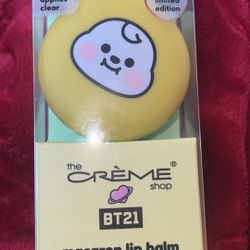 applies
clear
limited
edition
the
CRÈME®
shop
BT21
macaron lip balm